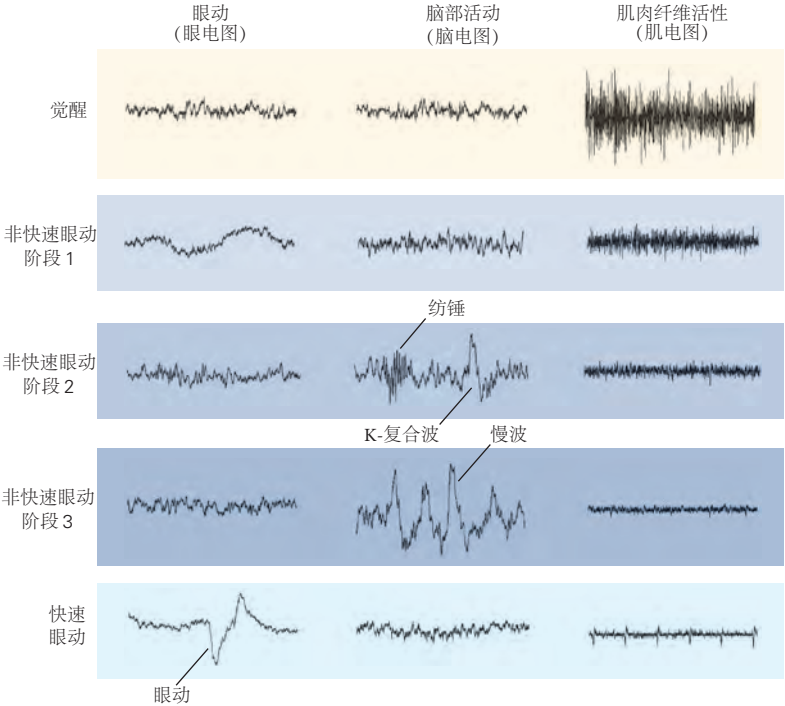 眼动
（眼电图）
脑部活动
（脑电图）
肌肉纤维活性
（肌电图）
觉醒
非快速眼动
阶段 1
纺锤
非快速眼动
阶段 2
K-复合波
慢波
非快速眼动
阶段 3
快速
眼动
眼动